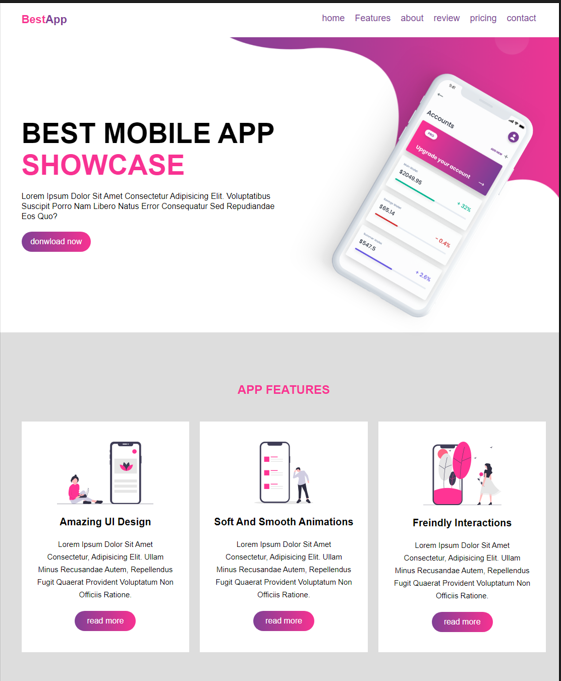 BestApp
home Features about review pricing contact
BEST MOBILE APP
SHOWCASE
Lorem Ipsum Dolor Sit Amet Consectetur Adipisicing Elit. Voluptatibus
Suscipit Porro Nam Libero Natus Error Consequatur Sed Repudiandae
Eos Quo?
donwload now
Accounts
Upgrade your account
$2049.95
+ 32%
$65.14
- 0.4%
$547.5
+ 2.6%
APP FEATURES
Amazing UI Design
Lorem Ipsum Dolor Sit Amet
Consectetur, Adipisicing Elit. Ullam
Minus Recusandae Autem, Repellendus
Fugit Quaerat Provident Voluptatum Non
Officiis Ratione.
read more
Soft And Smooth Animations
Lorem Ipsum Dolor Sit Amet
Consectetur, Adipisicing Elit. Ullam
Minus Recusandae Autem, Repellendus
Fugit Quaerat Provident Voluptatum Non
Officiis Ratione.
read more
Freindly Interactions
Lorem Ipsum Dolor Sit Amet
Consectetur, Adipisicing Elit. Ullam
Minus Recusandae Autem, Repellendus
Fugit Quaerat Provident Voluptatum Non
Officiis Ratione.
read more